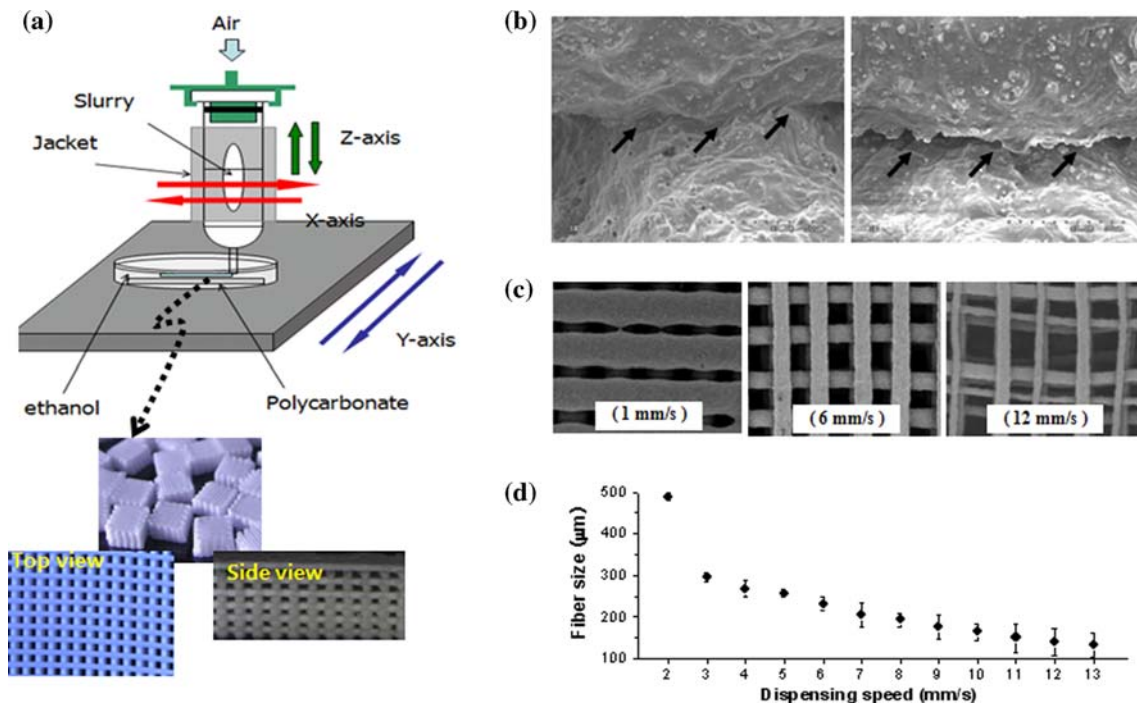 (a)
Air
Slurry
Jacket
Z-axis
X-axis
Y-axis
ethanol
Polycarbonate
Top view
Side view
(b)
(c)
( 1 mm/s )
( 6 mm/s )
( 12 mm/s )
(d)
Fiber size (µm)
500
400
300
200
100
2 3 4 5 6 7 8 9 10 11 12 13
Dispensing speed (mm/s)